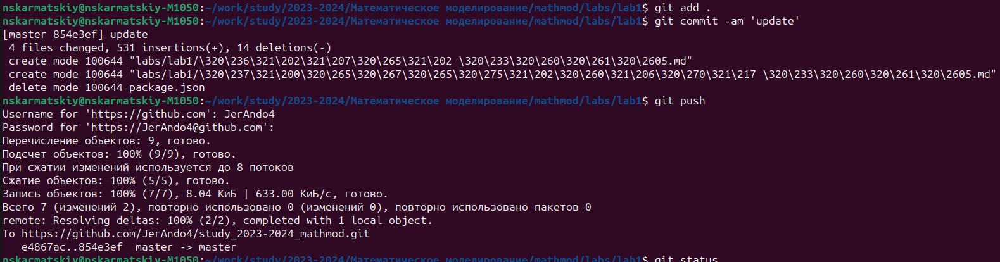 nskarmatskiy@nskarmatskiy-M1050:~/work/study/2023-2024/Математическое моделирование/mathmod/labs/lab1$ git add .
nskarmatskiy@nskarmatskiy-M1050:~/work/study/2023-2024/Математическое моделирование/mathmod/labs/lab1$ git commit -am 'update'
[master 854e3ef] update
 4 files changed, 531 insertions(+), 14 deletions(-)
 create mode 100644 "labs/lab1/\320\236\321\202\321\207\320\265\321\202 \320\233\320\260\320\261\320\2605.md"
 create mode 100644 "labs/lab1/\320\237\321\200\320\265\320\267\320\265\320\275\321\202\320\260\321\206\320\270\321\217 \320\233\320\260\320\261\320\2605.md"
 delete mode 100644 package.json
nskarmatskiy@nskarmatskiy-M1050:~/work/study/2023-2024/Математическое моделирование/mathmod/labs/lab1$ git push
Username for 'https://github.com': JerAndo4
Password for 'https://JerAndo4@github.com':
Перечисление объектов: 9, готово.
Подсчет объектов: 100% (9/9), готово.
При сжатии изменений используется до 8 потоков
Сжатие объектов: 100% (5/5), готово.
Запись объектов: 100% (7/7), 8.04 КиБ | 633.00 КиБ/с, готово.
Всего 7 (изменений 2), повторно использовано 0 (изменений 0), повторно использовано пакетов 0
remote: Resolving deltas: 100% (2/2), completed with 1 local object.
To https://github.com/JerAndo4/study_2023-2024_mathmod.git
   e4867ac..854e3ef  master -> master
nskarmatskiy@nskarmatskiy-M1050:~/work/study/2023-2024/Математическое моделирование/mathmod/labs/lab1$ git status